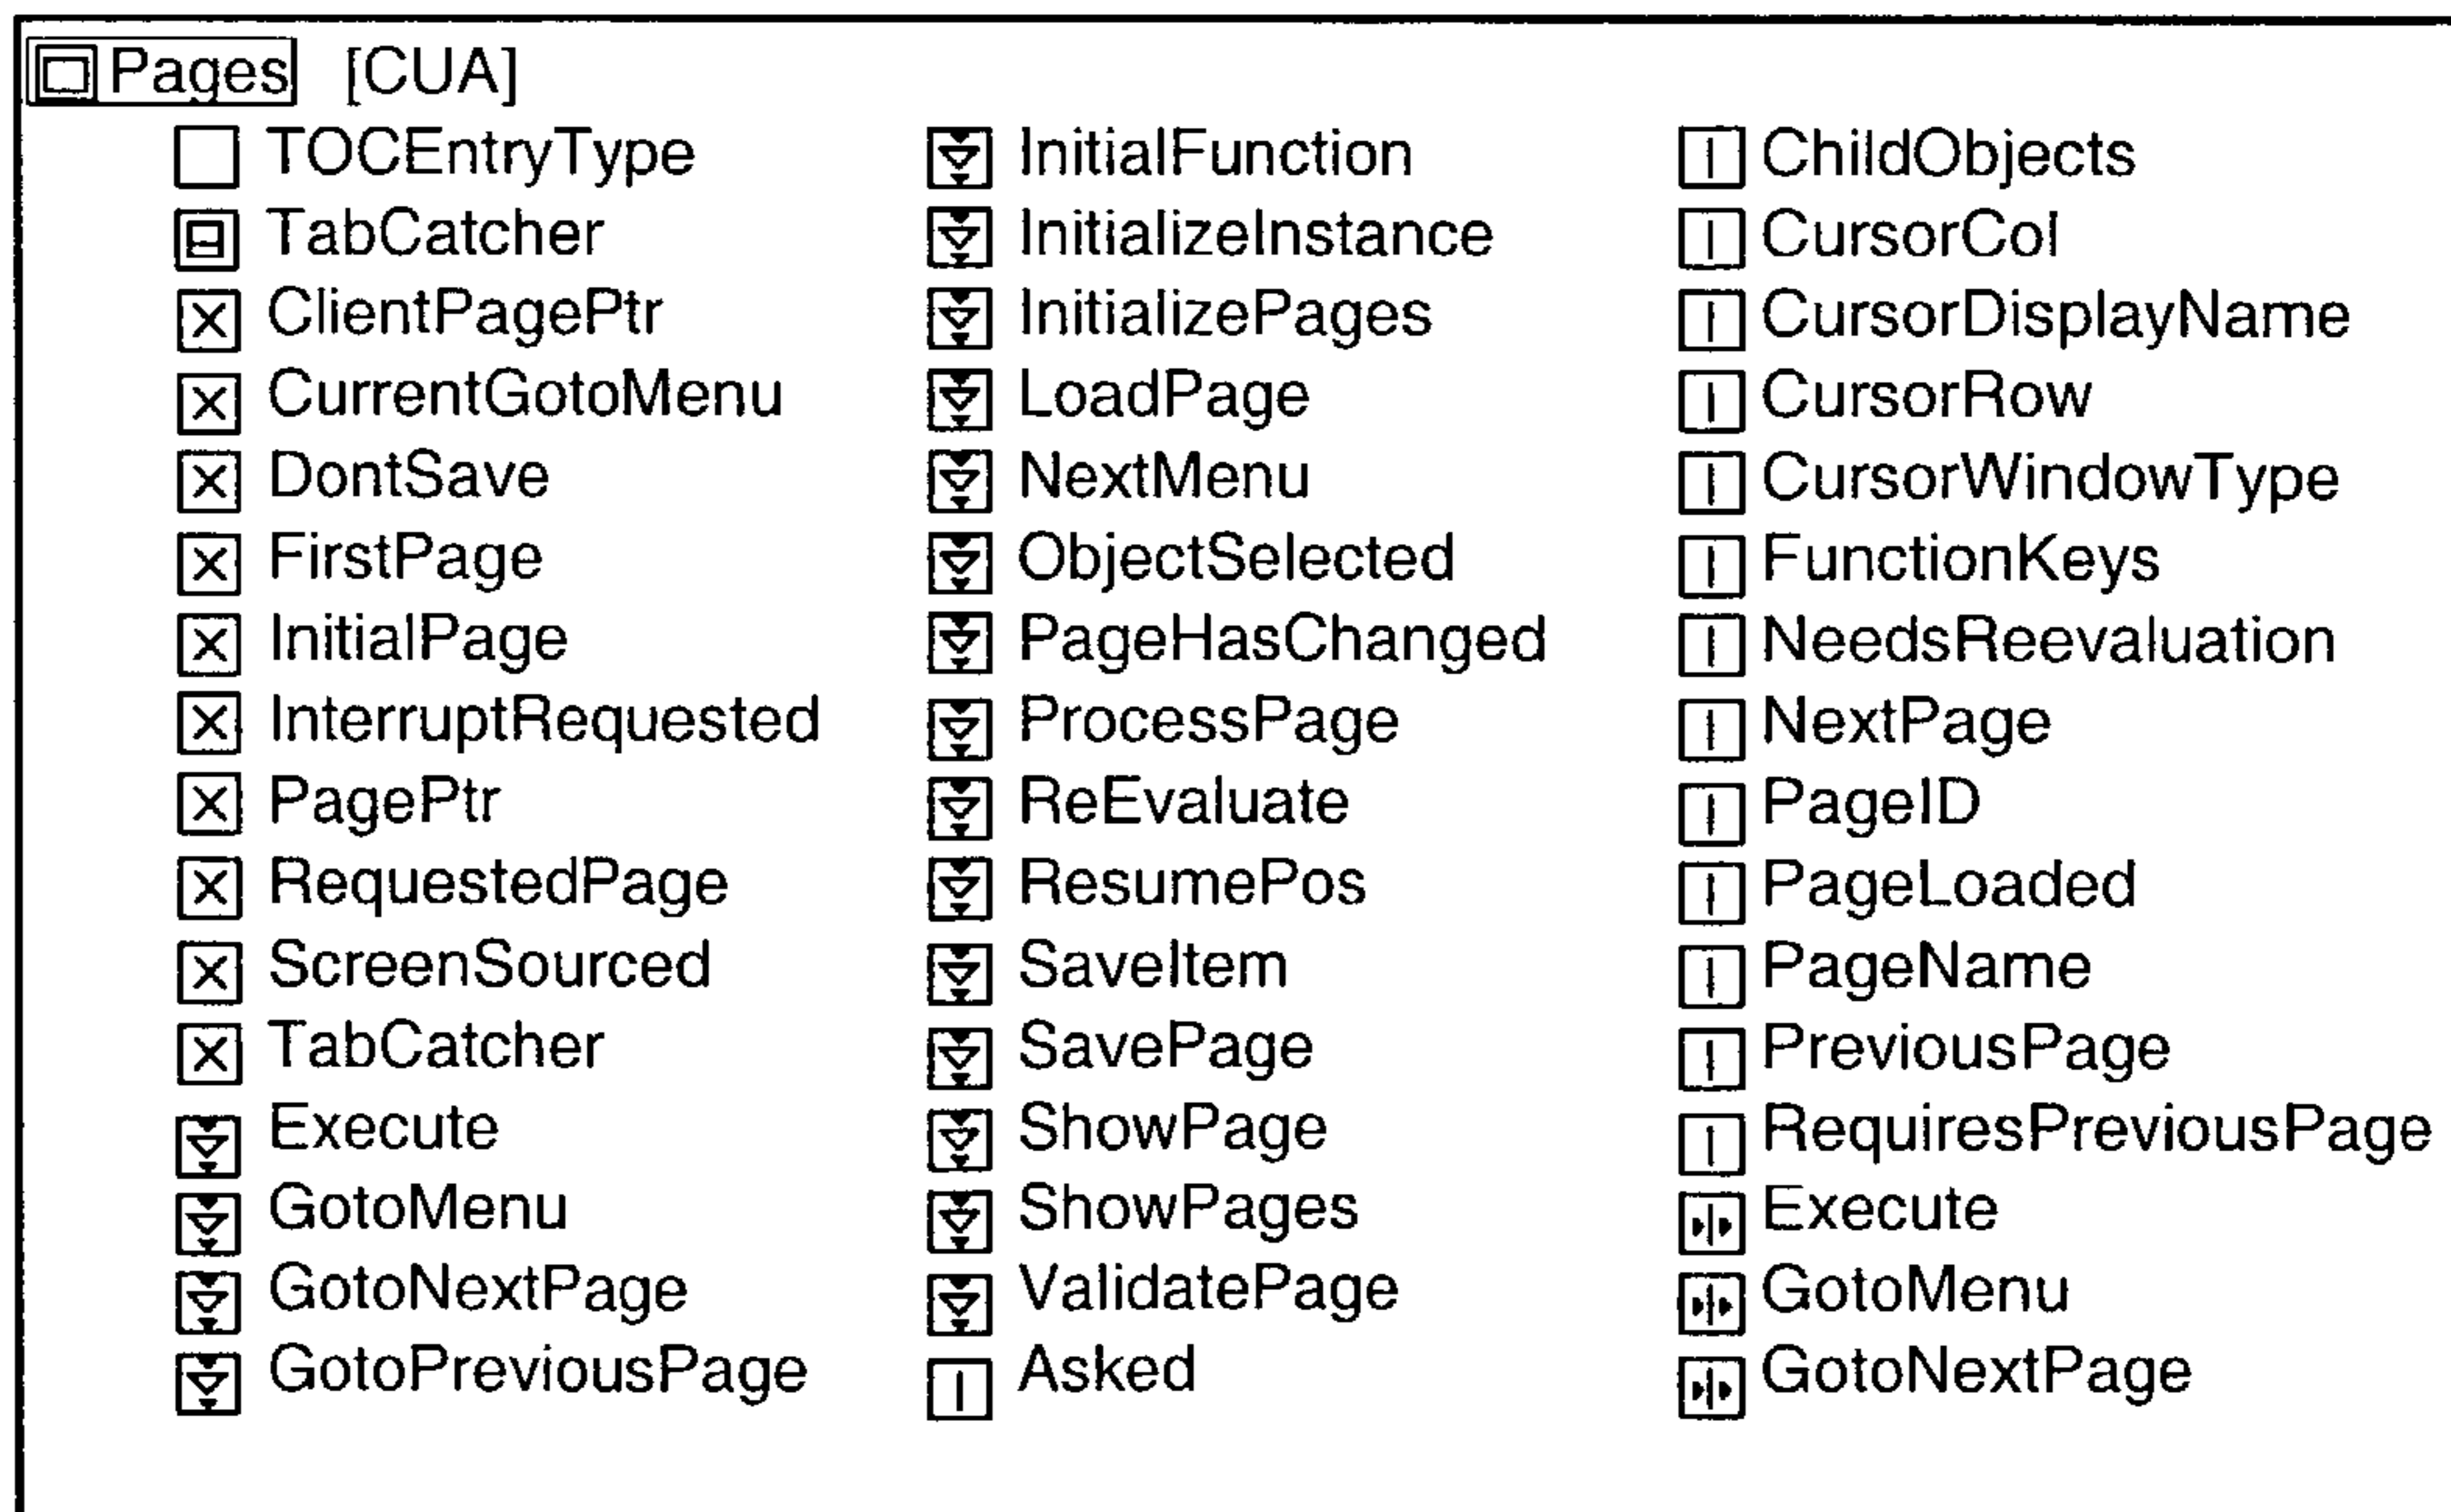 Pages [CUA]
TOCEntryType
TabCatcher
ClientPagePtr
CurrentGotoMenu
DontSave
FirstPage
InitialPage
InterruptRequested
PagePtr
RequestedPage
ScreenSourced
TabCatcher
Execute
GotoMenu
GotoNextPage
GotoPreviousPage
InitialFunction
InitializeInstance
InitializePages
LoadPage
NextMenu
ObjectSelected
PageHasChanged
ProcessPage
ReEvaluate
ResumePos
SaveItem
SavePage
ShowPage
ShowPages
ValidatePage
Asked
ChildObjects
CursorCol
CursorDisplayName
CursorRow
CursorWindowType
FunctionKeys
NeedsReevaluation
NextPage
PageID
PageLoaded
PageName
PreviousPage
RequiresPreviousPage
Execute
GotoMenu
GotoNextPage